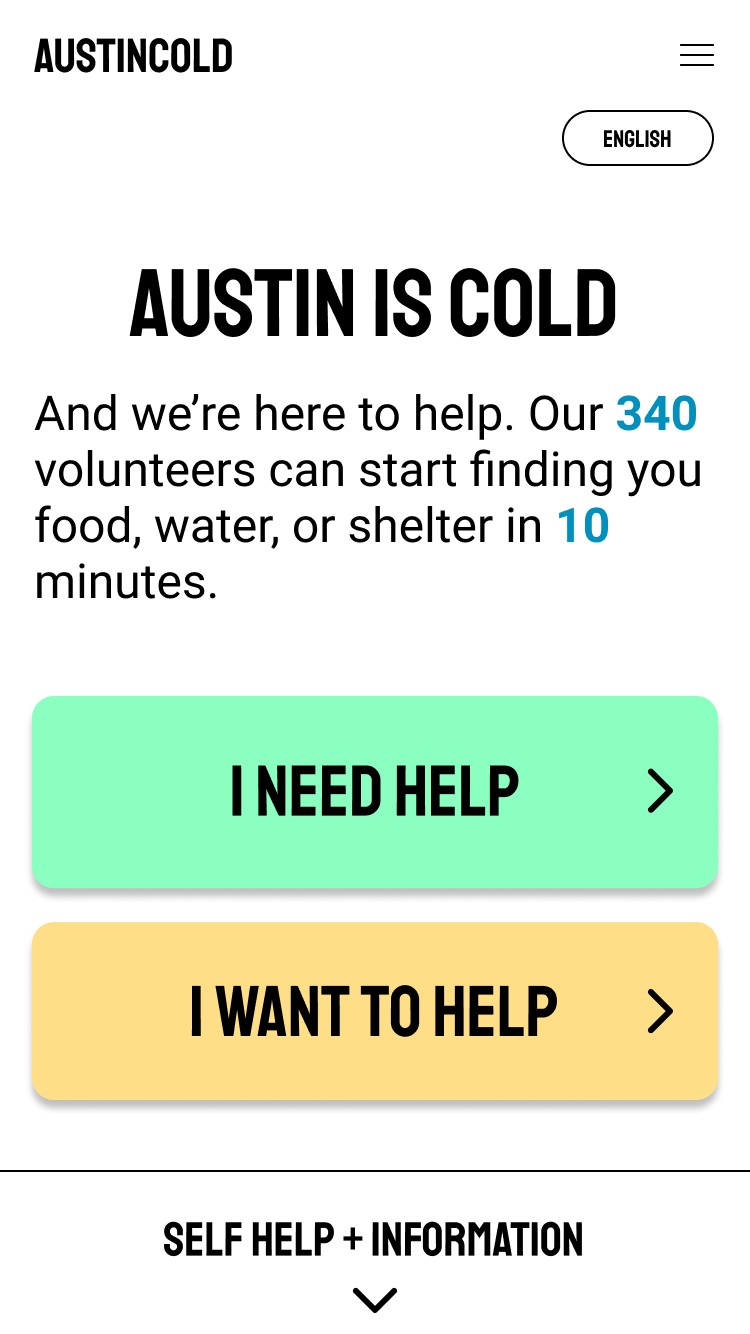 AUSTINCOLD
ENGLISH
AUSTIN IS COLD
And we’re here to help. Our 340
volunteers can start finding you
food, water, or shelter in 10
minutes.
I NEED HELP
I WANT TO HELP
SELF HELP + INFORMATION